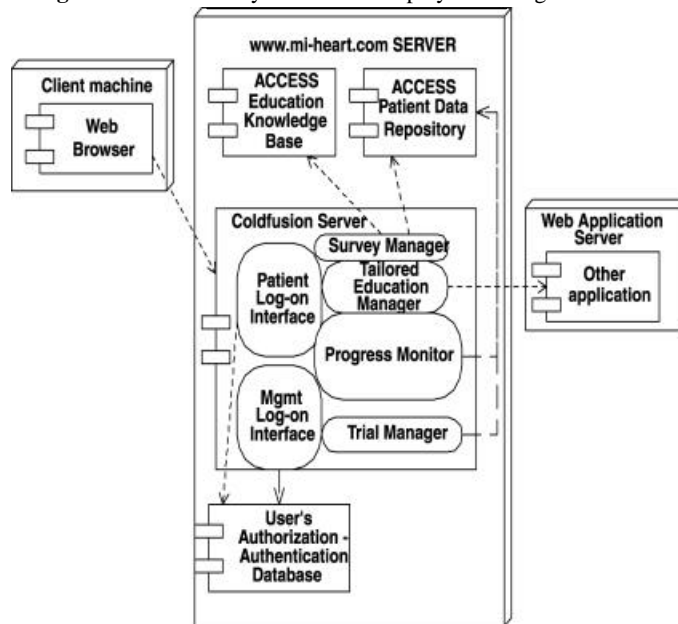 www.mi-heart.com SERVER
Client machine
Web
Browser
ACCESS
Education
Knowledge
Base
ACCESS
Patient Data
Repository
Coldfusion Server
Survey Manager
Patient
Log-on
Interface
Tailored
Education
Manager
Progress Monitor
Mgmt
Log-on
Interface
Trial Manager
Web Application
Server
Other
application
User's
Authorization -
Authentication
Database